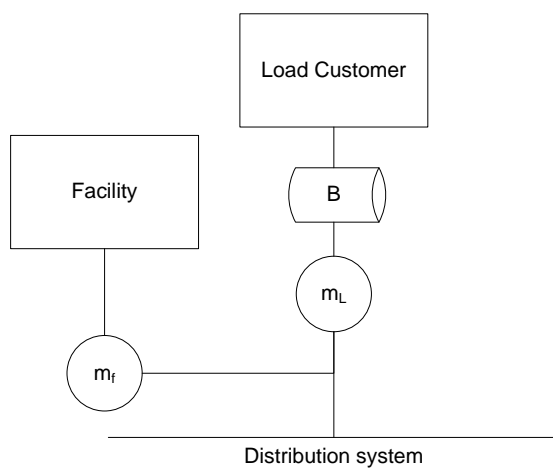 Load Customer
Facility
B
mL
mf
Distribution system